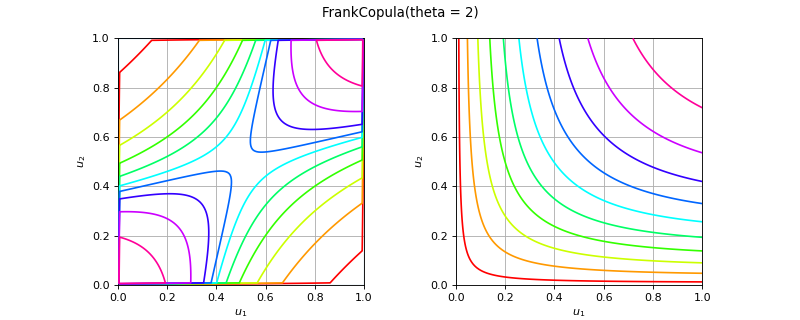 FrankCopula(theta = 2)
1.0 1.0
0.8 0.8
u₂ 0.6 u₂ 0.6
0.4 0.4
0.2 0.2
0.0 0.0
0.0 0.2 0.4 0.6 0.8 1.0 0.0 0.2 0.4 0.6 0.8 1.0
u₁ u₁